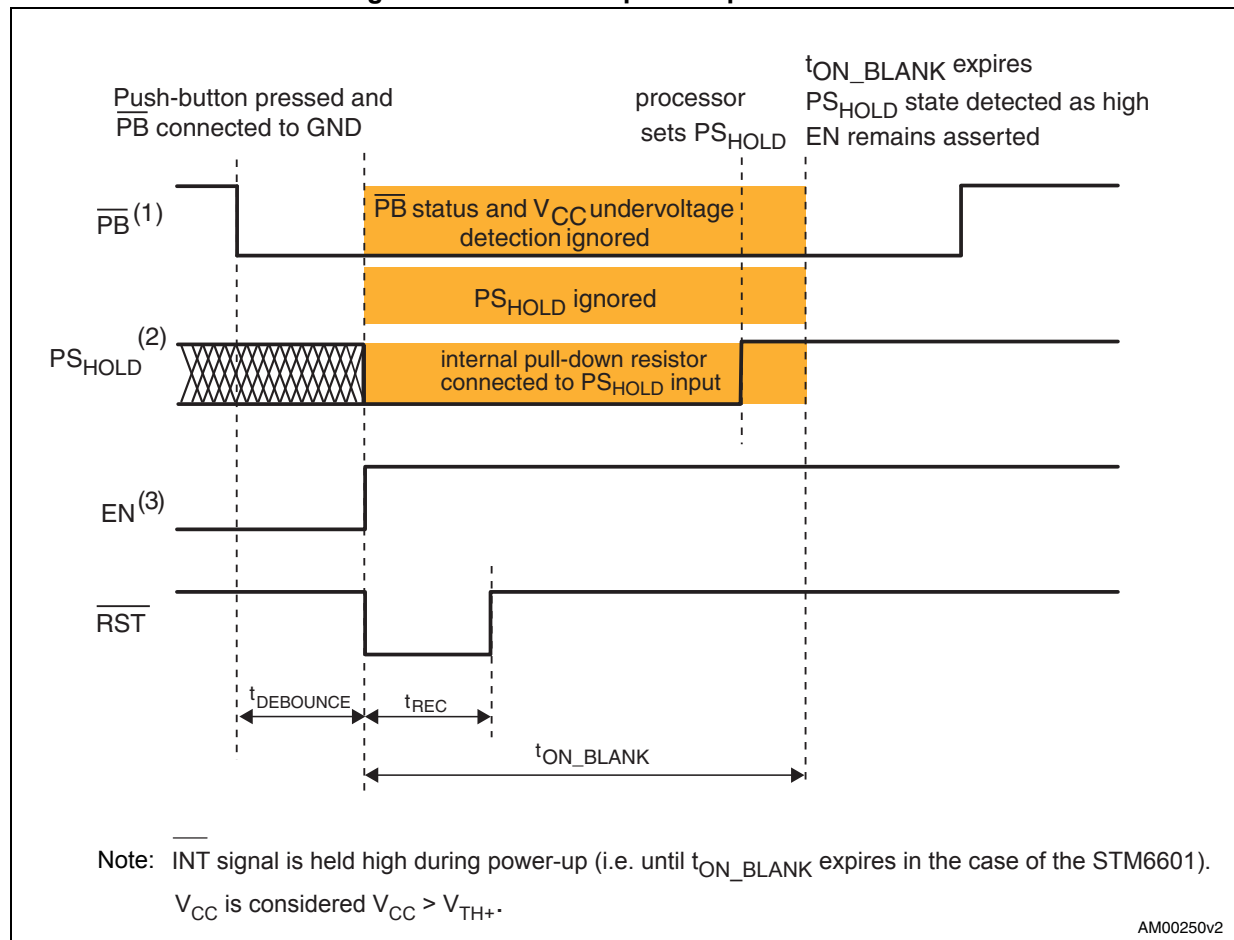 Push-button pressed and
PB connected to GND
processor
sets PSHOLD
tON_BLANK expires
PSHOLD state detected as high
EN remains asserted
PB(1)
PB status and VCC undervoltage
detection ignored
PSHOLD ignored
PSHOLD(2)
internal pull-down resistor
connected to PSHOLD input
EN(3)
RST
tDEBOUNCE
tREC
tON_BLANK
Note: INT signal is held high during power-up (i.e. until tON_BLANK expires in the case of the STM6601).
VCC is considered VCC > VTH+.
AM00250v2